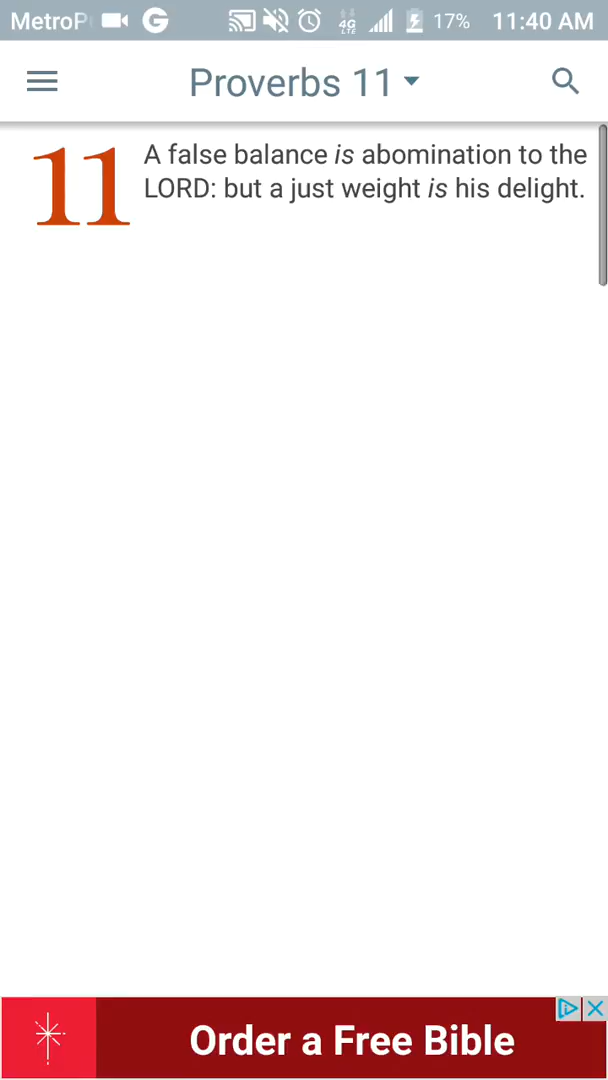 MetroP 4G LTE 17% 11:40 AM
Proverbs 11
11 A false balance is abomination to the
LORD: but a just weight is his delight.
Order a Free Bible